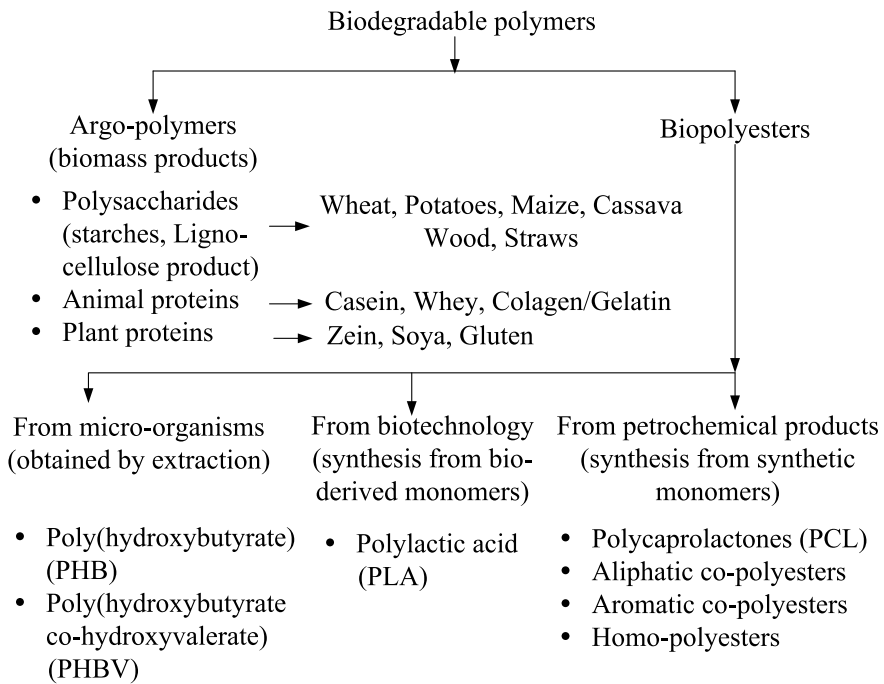 Biodegradable polymers
Argo-polymers
(biomass products)
Biopolyesters
• Polysaccharides
(starches, Ligno-
cellulose product)
Wheat, Potatoes, Maize, Cassava
Wood, Straws
• Animal proteins
Casein, Whey, Colagen/Gelatin
• Plant proteins
Zein, Soya, Gluten
From micro-organisms
(obtained by extraction)
• Poly(hydroxybutyrate)
(PHB)
• Poly(hydroxybutyrate
co-hydroxyvalerate)
(PHBV)
From biotechnology
(synthesis from bio-
derived monomers)
• Polylactic acid
(PLA)
From petrochemical products
(synthesis from synthetic
monomers)
• Polycaprolactones (PCL)
• Aliphatic co-polyesters
• Aromatic co-polyesters
• Homo-polyesters